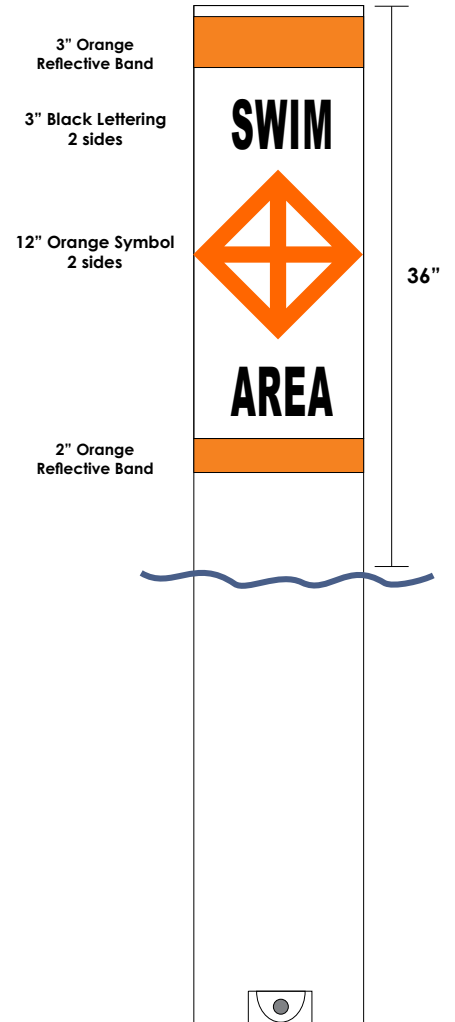 3” Orange
Reflective Band
SWIM
3” Black Lettering
2 sides
12” Orange Symbol
2 sides
36”
AREA
2” Orange
Reflective Band